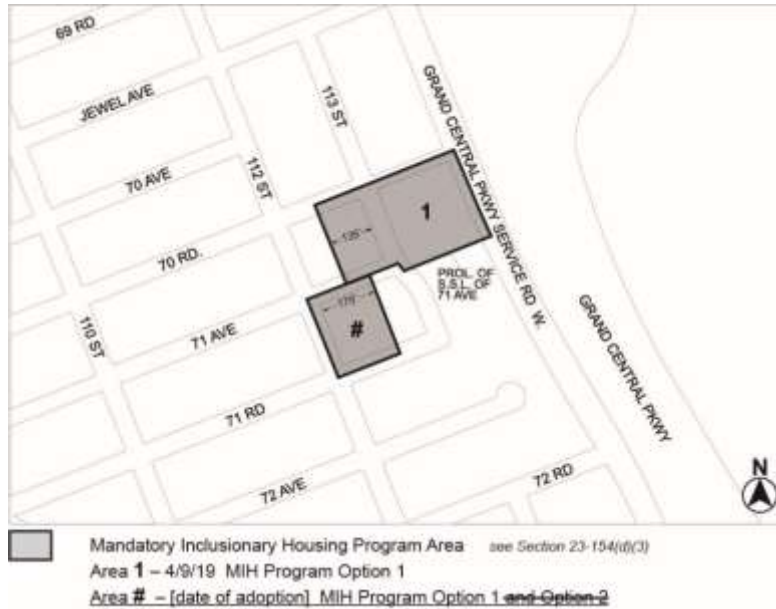 69 RD
JEWEL AVE
113 ST
GRAND CENTRAL PKWY SERVICE RD W.
112 ST
70 AVE
1
135'
70 RD.
PROL. OF
S.S.L. OF
71 AVE
175'
#
110 ST
71 AVE
GRAND CENTRAL PKWY
71 RD
72 AVE
72 RD
N
Mandatory Inclusionary Housing Program Area see Section 23-154(d)(3)
Area 1 – 4/9/19 MIH Program Option 1
Area # – [date of adoption] MIH Program Option 1 and Option 2